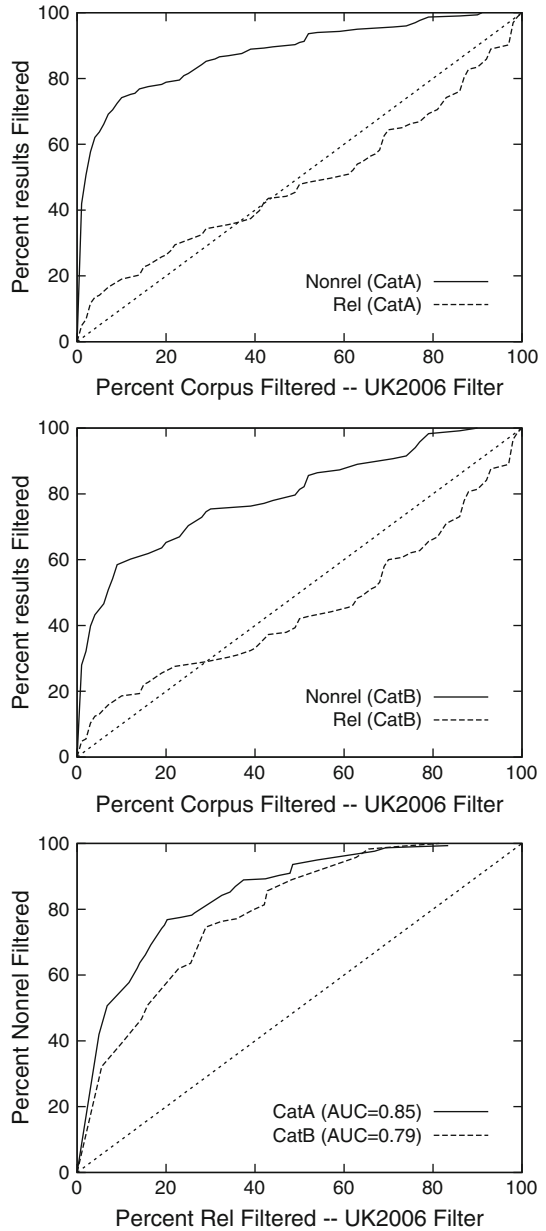 100
80
60
40
20
0
Percent results Filtered
Nonrel (CatA)
Rel (CatA)
0 20 40 60 80 100
Percent Corpus Filtered -- UK2006 Filter
100
80
60
40
20
0
Percent results Filtered
Nonrel (CatB)
Rel (CatB)
0 20 40 60 80 100
Percent Corpus Filtered -- UK2006 Filter
100
80
60
40
20
0
Percent Nonrel Filtered
CatA (AUC=0.85)
CatB (AUC=0.79)
0 20 40 60 80 100
Percent Rel Filtered -- UK2006 Filter